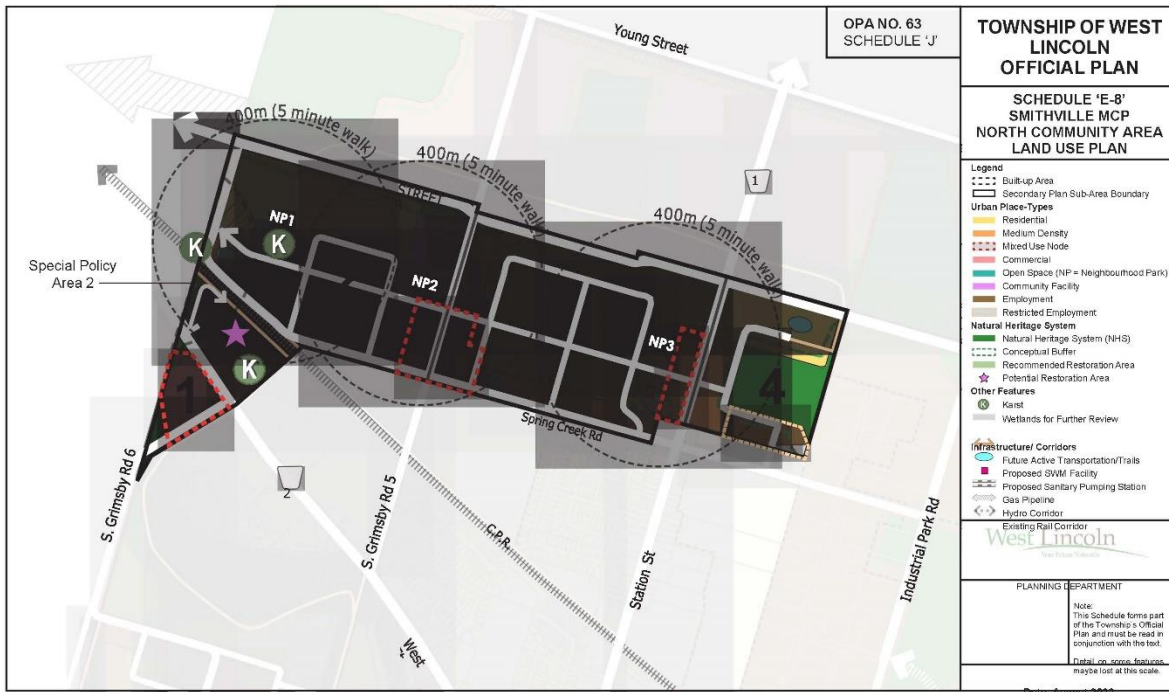 OPA NO. 63
SCHEDULE 'J'
TOWNSHIP OF WEST
LINCOLN
OFFICIAL PLAN
SCHEDULE 'E-8'
SMITHVILLE MCP
NORTH COMMUNITY AREA
LAND USE PLAN
Legend
Built-up Area
Secondary Plan Sub-Area Boundary
Urban Place-Types
Residential
Medium Density
Mixed Use Node
Commercial
Open Space (NP = Neighbourhood Park)
Community Facility
Employment
Restricted Employment
Natural Heritage System
Natural Heritage System (NHS)
Conceptual Buffer
Recommended Restoration Area
Potential Restoration Area
Other Features
K Karst
Wetlands for Further Review
Infrastructure/ Corridors
Future Active Transportation/Trails
Proposed SWM Facility
Proposed Sanitary Pumping Station
Gas Pipeline
Hydro Corridor
Existing Rail Corridor
West Lincoln
PLANNING DEPARTMENT
Note:
This Schedule forms part
of the Township's Official
Plan and must be read in
conjunction with the text.
Detail on some features
maybe lost at this scale.
Young Street
400m (5 minute walk)
400m (5 minute walk)
400m (5 minute walk)
STREET
1
NP1
K
K
Special Policy
Area 2
NP2
NP3
K
1
4
Spring Creek Rd
S. Grimsby Rd 6
2
S. Grimsby Rd 5
C.P.R.
Station St
Industrial Park Rd
West